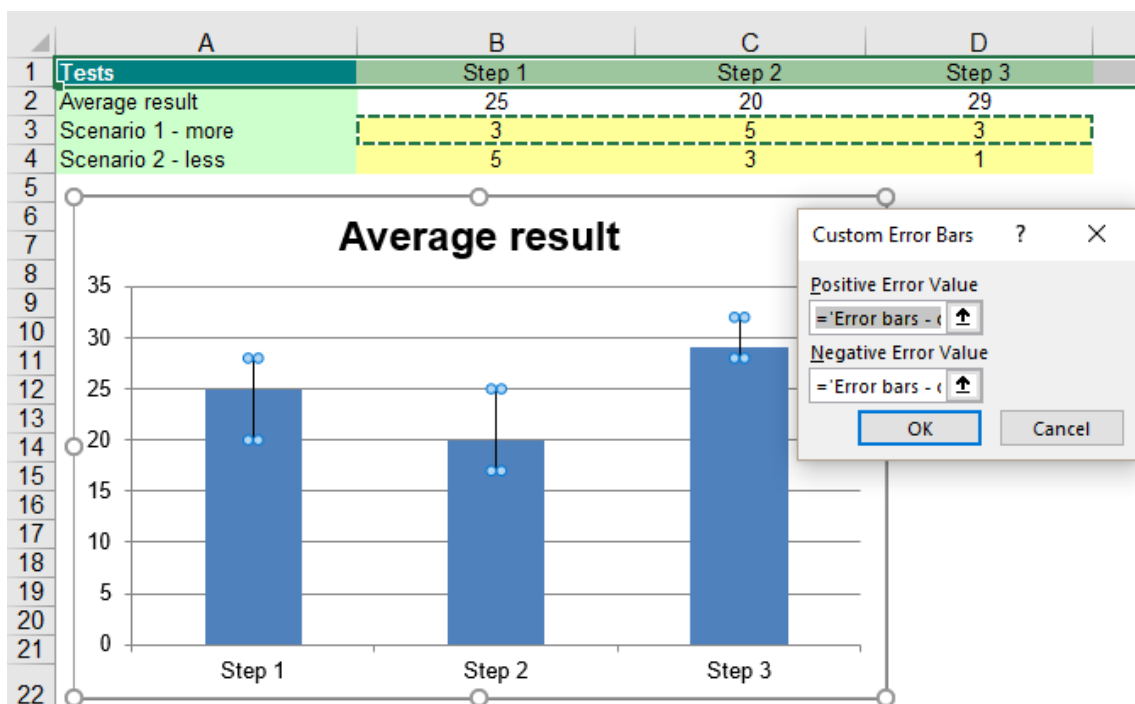 A B C D
1 Tests Step 1 Step 2 Step 3
2 Average result 25 20 29
3 Scenario 1 - more 3 5 3
4 Scenario 2 - less 5 3 1
5
6
7
8
9
10
11
12
13
14
15
16
17
18
19
20
21
22
Average result
35
30
25
20
15
10
5
0
Step 1 Step 2 Step 3
Custom Error Bars ?
Positive Error Value
='Error bars - c
Negative Error Value
='Error bars - c
OK Cancel